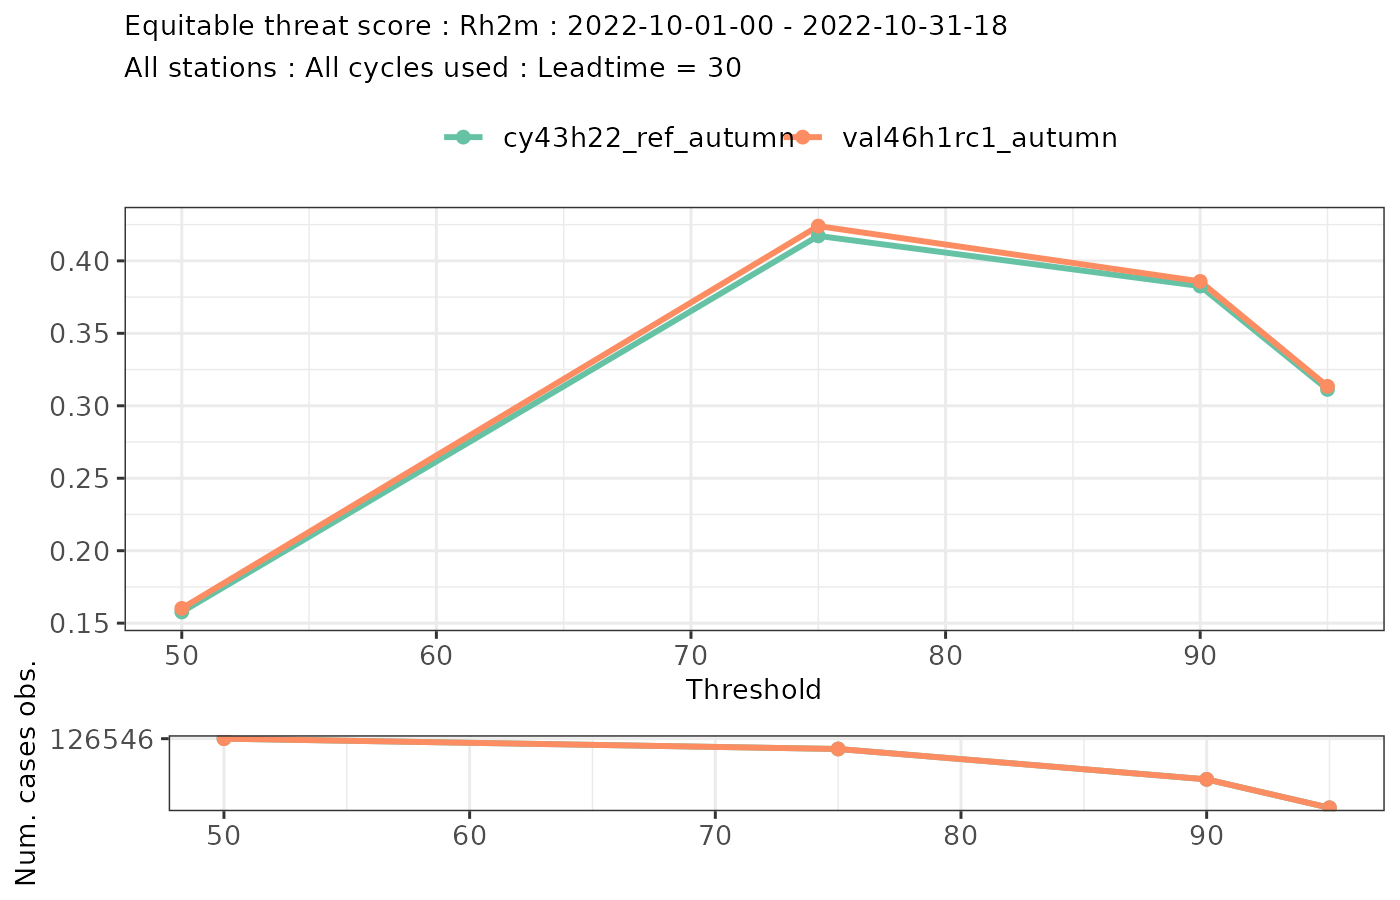 Equitable threat score : Rh2m : 2022-10-01-00 - 2022-10-31-18
All stations : All cycles used : Leadtime = 30
cy43h22_ref_autumn val46h1rc1_autumn
0.40
0.35
0.30
0.25
0.20
0.15
50 60 70 80 90
Threshold
Num. cases obs.
126546
50 60 70 80 90